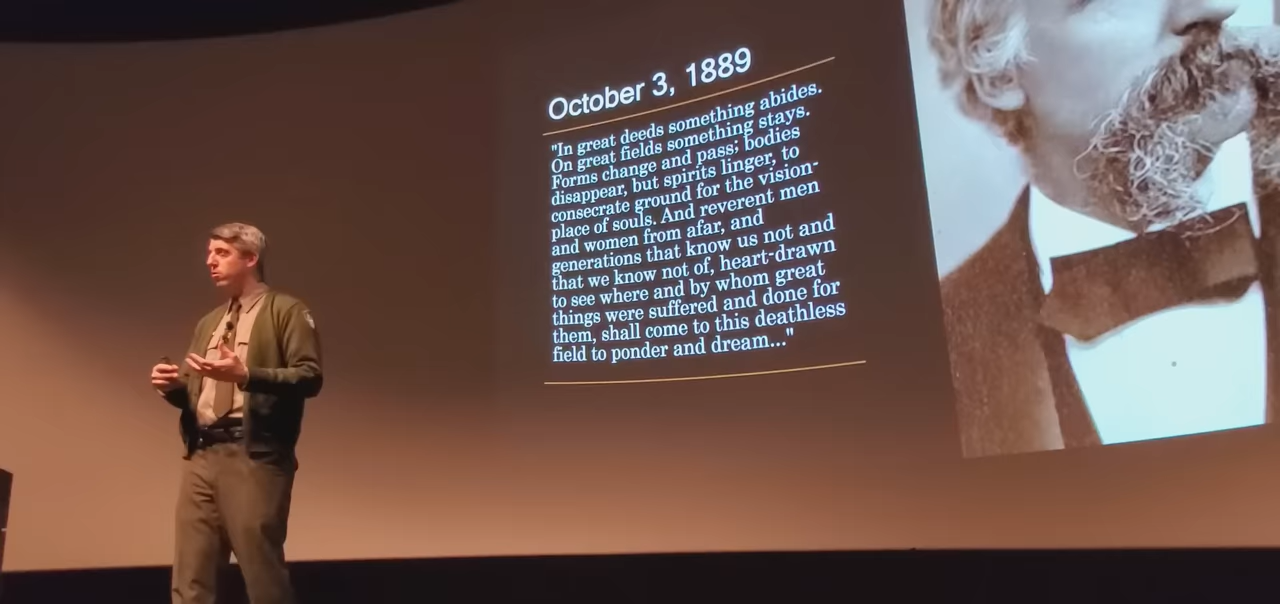 October 3, 1889
"In great deeds something abides.
On great fields something stays.
Forms change and pass; bodies
disappear, but spirits linger, to
consecrate ground for the vision-
place of souls. And reverent men
and women from afar, and
generations that know us not and
that we know not of, heart-drawn
to see where and by whom great
things were suffered and done for
them, shall come to this deathless
field to ponder and dream..."